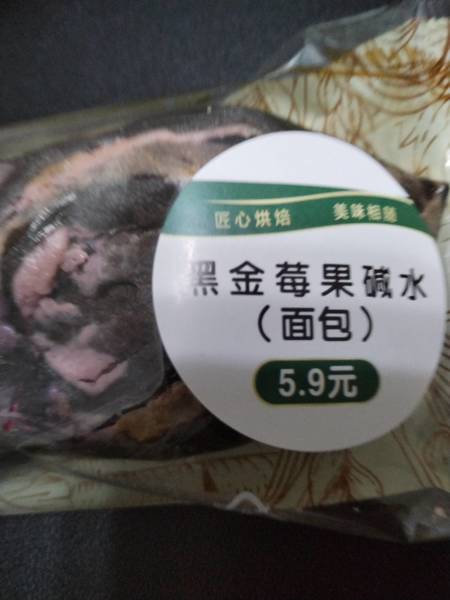 匠心烘焙 美味相随
黑金莓果碱水
（面包）
5.9元